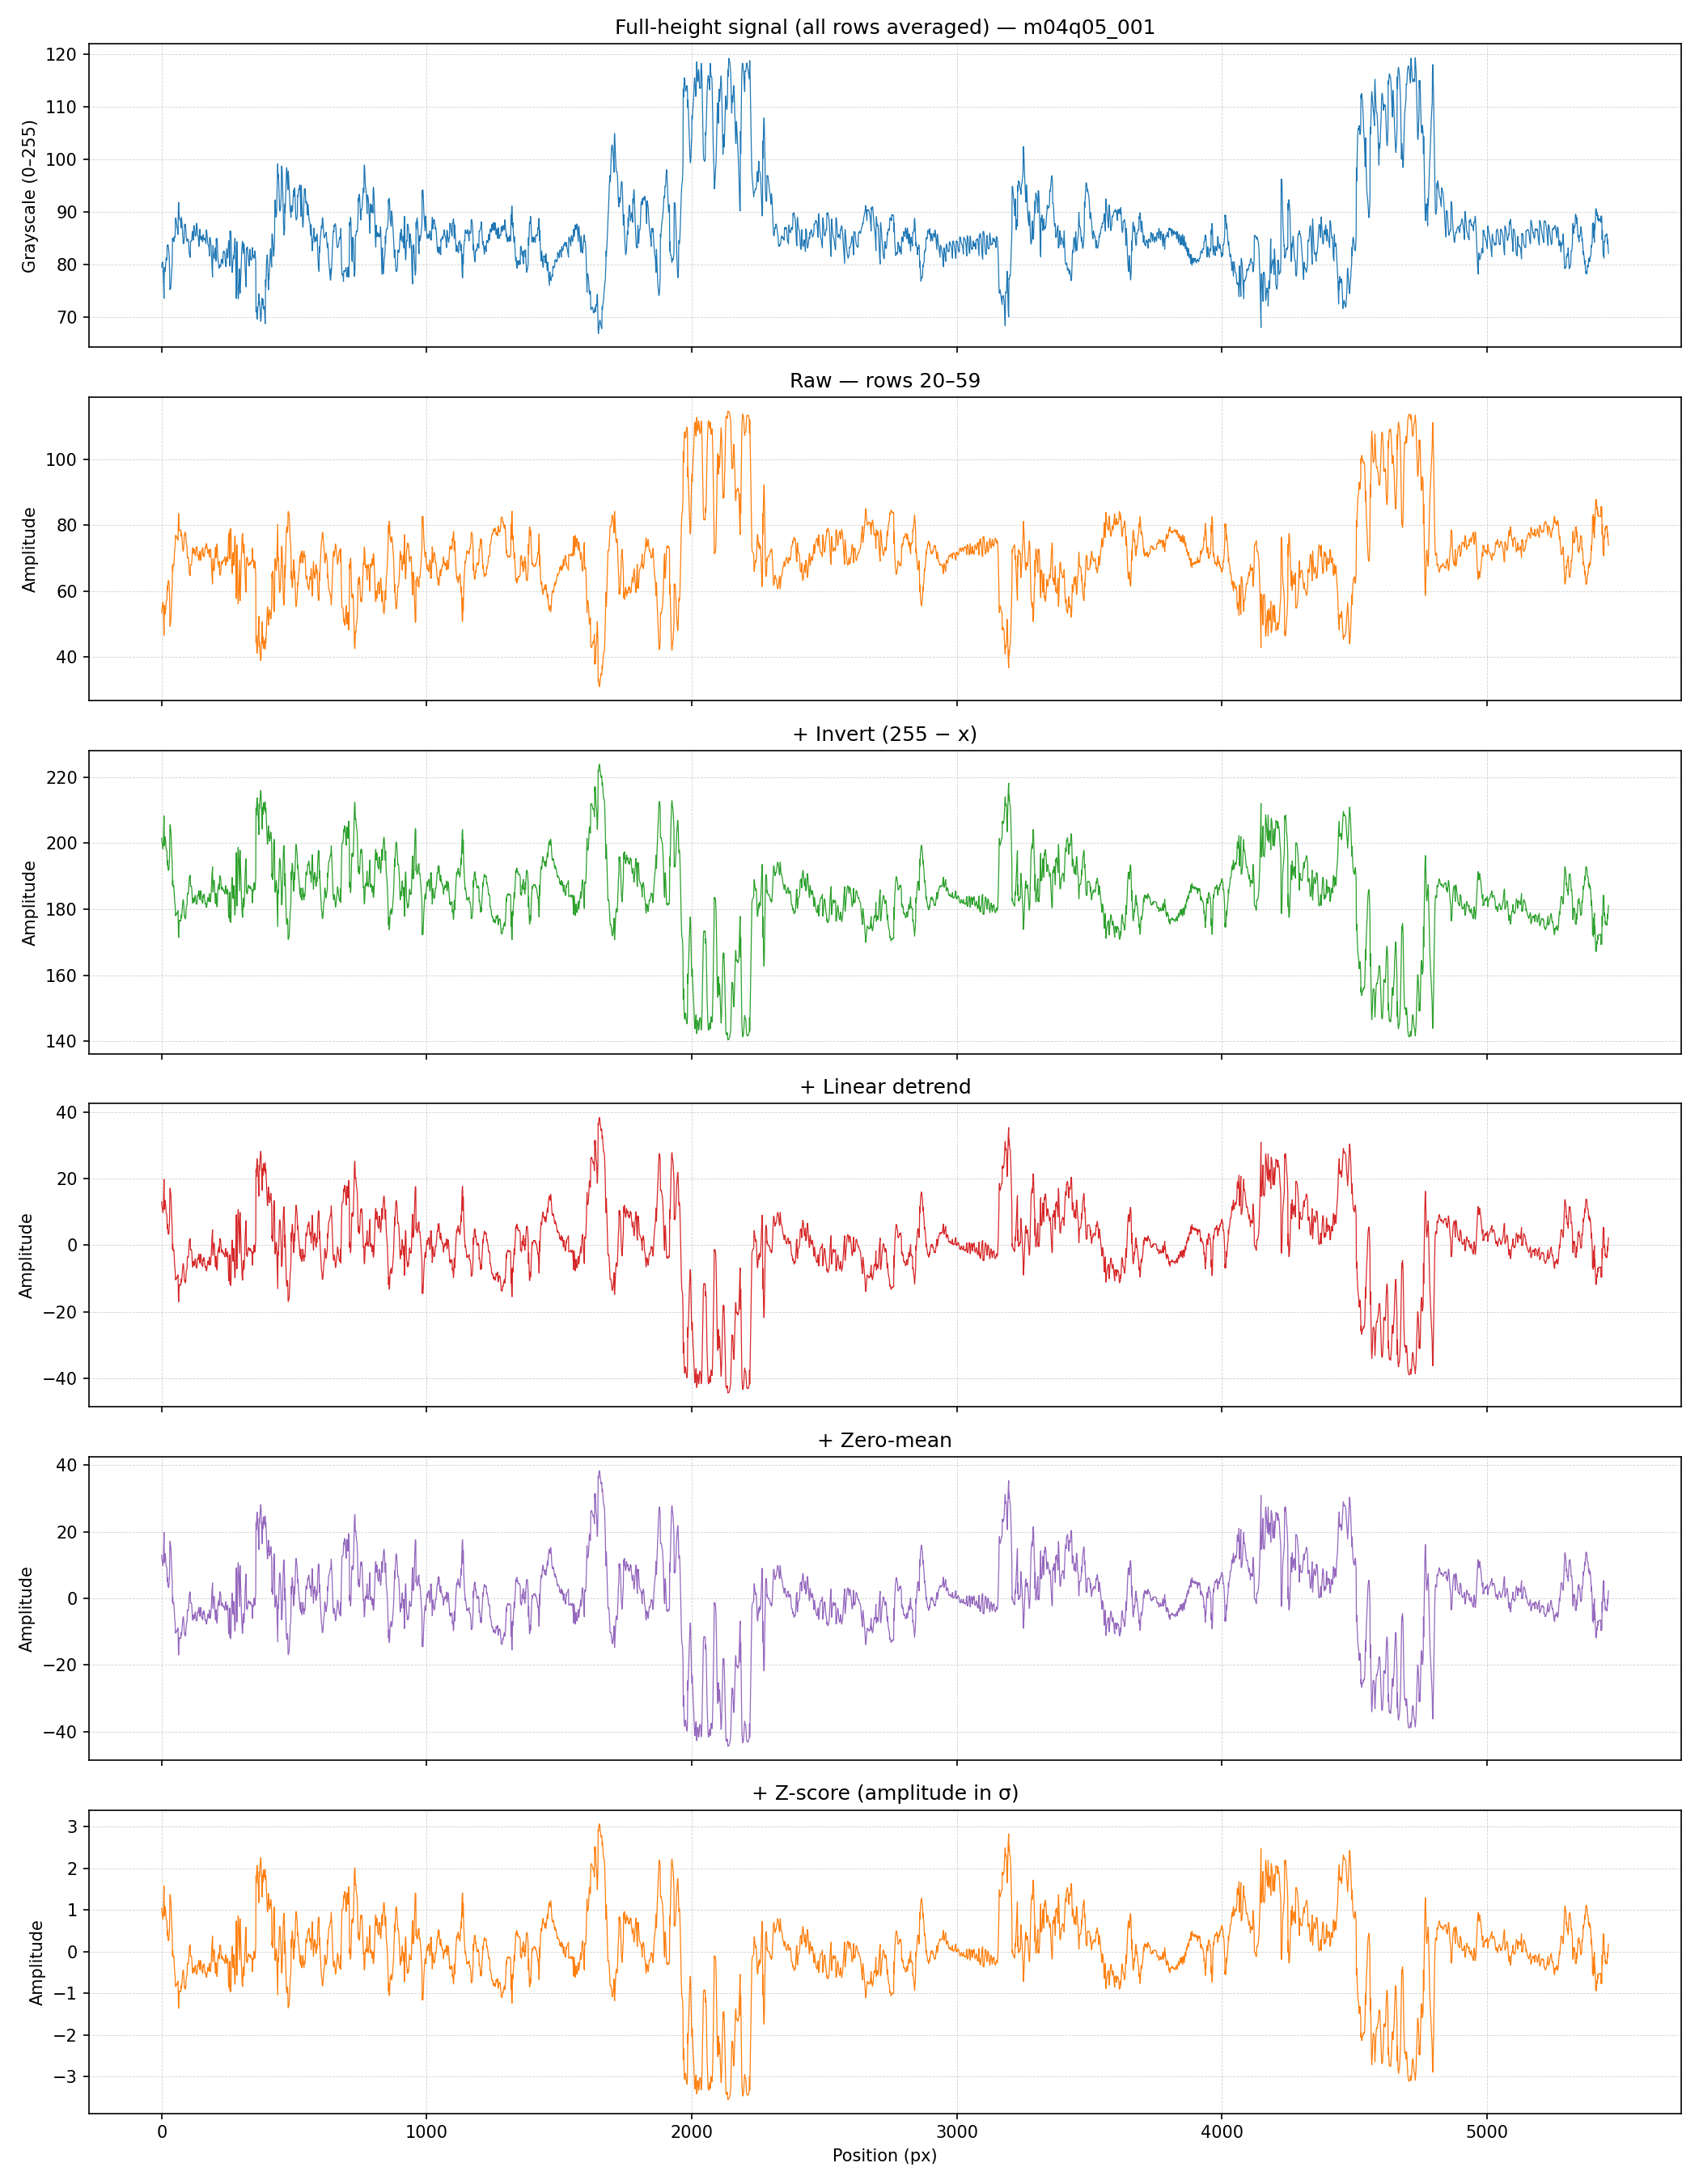 Full-height signal (all rows averaged) — m04q05_001
120
110
100
90
80
70
Grayscale (0–255)
Raw — rows 20–59
100
80
60
40
Amplitude
+ Invert (255 − x)
220
200
180
160
140
Amplitude
+ Linear detrend
40
20
0
−20
−40
Amplitude
+ Zero-mean
40
20
0
−20
−40
Amplitude
+ Z-score (amplitude in σ)
3
2
1
0
−1
−2
−3
Amplitude
0 1000 2000 3000 4000 5000
Position (px)